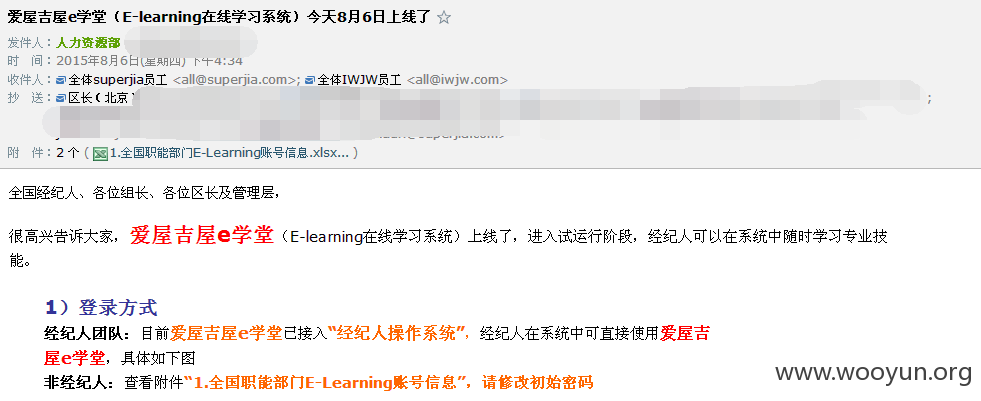 爱屋吉屋e学堂（E-learning在线学习系统）今天8月6日上线了 ☆
发件人：人力资源部
时 间：2015年8月6日(星期四) 下午4:34
收件人：全体superjia员工 <all@superjia.com>; 全体IWJW员工 <all@iwjw.com>
抄 送：区长（北京） ;
@superjia.com>
附 件：2 个 ( 1.全国职能部门E-Learning账号信息.xlsx... )
全国经纪人、各位组长、各位区长及管理层，
很高兴告诉大家，爱屋吉屋e学堂（E-learning在线学习系统）上线了，进入试运行阶段，经纪人可以在系统中随时学习专业技
能。
1）登录方式
经纪人团队：目前爱屋吉屋e学堂已接入“经纪人操作系统”，经纪人在系统中可直接使用爱屋吉
屋e学堂，具体如下图
非经纪人：查看附件“1.全国职能部门E-Learning账号信息”，请修改初始密码
www.wooyun.org